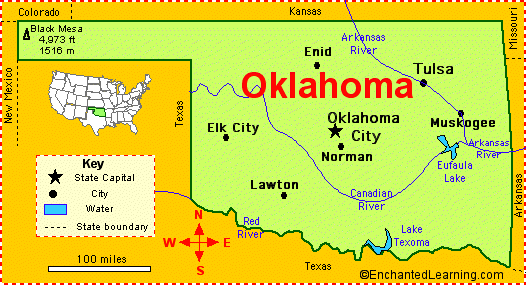 Colorado
Kansas
Missouri
Black Mesa
4,973 ft
1516 m
New Mexico
Texas
Enid
Arkansas
River
Tulsa
Oklahoma
Oklahoma
City
Muskogee
Elk City
Norman
Arkansas
River
Eufaula
Lake
Lawton
Canadian
River
Arkansas
Red
River
Lake
Texoma
Texas
Key
State Capital
City
Water
State boundary
N
W
E
S
100 miles
©EnchantedLearning.com